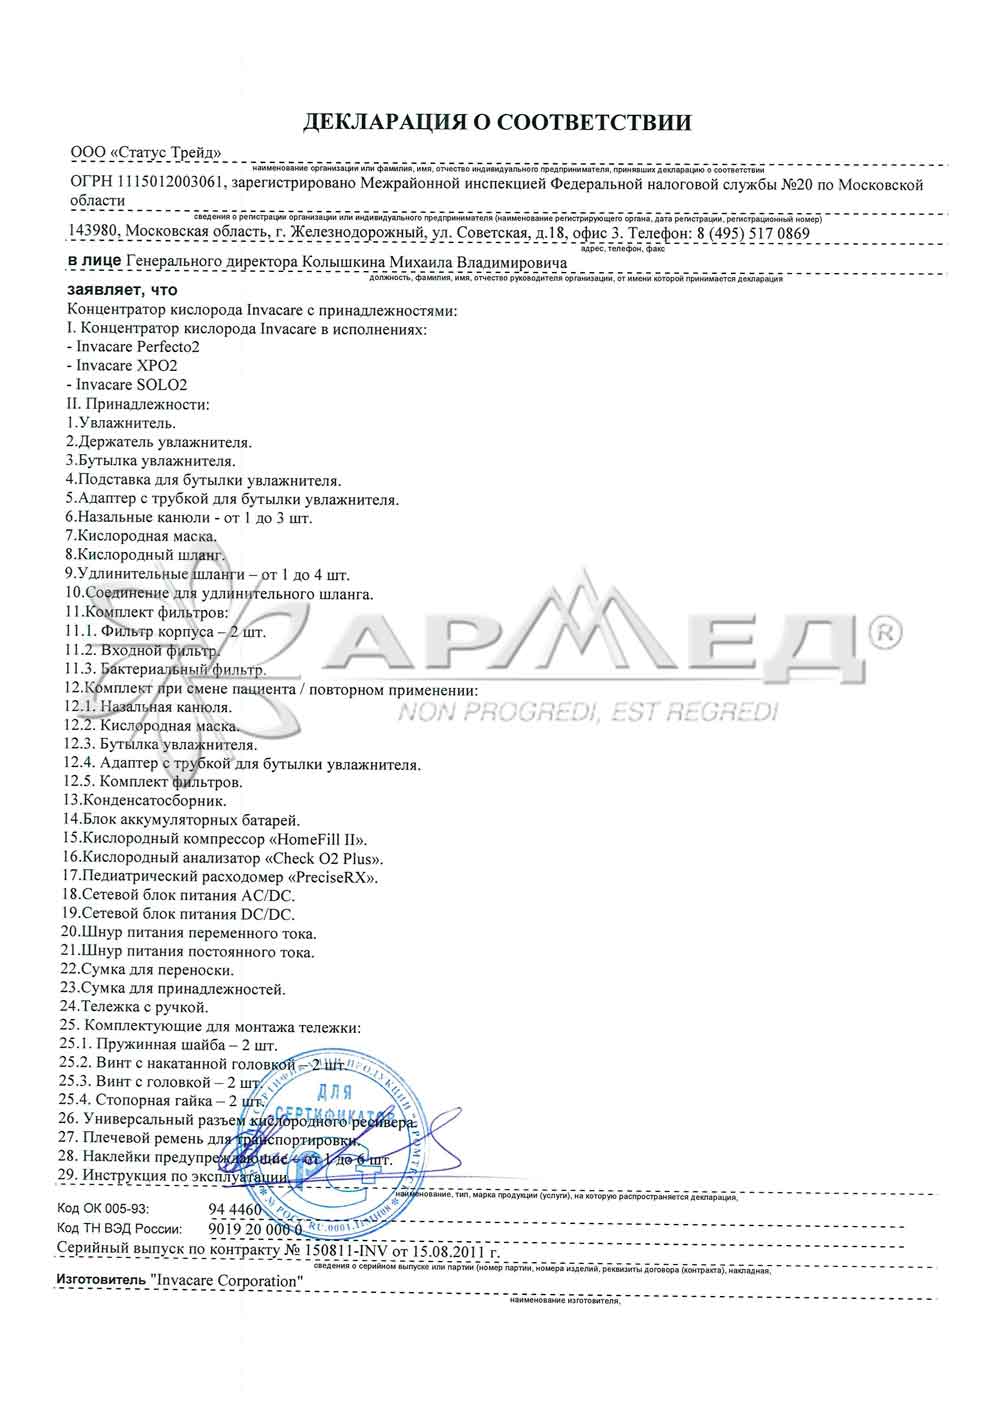 ДЕКЛАРАЦИЯ О СООТВЕТСТВИИ
ООО «Статус Трейд»
наименование организации или фамилия, имя, отчество индивидуального предпринимателя, принявших декларацию о соответствии
ОГРН 1115012003061, зарегистрировано Межрайонной инспекцией Федеральной налоговой службы №20 по Московской
области
сведения о регистрации организации или индивидуального предпринимателя (наименование регистрирующего органа, дата регистрации, регистрационный номер)
143980, Московская область, г. Железнодорожный, ул. Советская, д.18, офис 3. Телефон: 8 (495) 517 0869
адрес, телефон, факс
в лице Генерального директора Колышкина Михаила Владимировича
должность, фамилия, имя, отчество руководителя организации, от имени которой принимается декларация
заявляет, что
Концентратор кислорода Invacare с принадлежностями:
I. Концентратор кислорода Invacare в исполнениях:
- Invacare Perfecto2
- Invacare XPO2
- Invacare SOLO2
II. Принадлежности:
1.Увлажнитель.
2.Держатель увлажнителя.
3.Бутылка увлажнителя.
4.Подставка для бутылки увлажнителя.
5.Адаптер с трубкой для бутылки увлажнителя.
6.Назальные канюли - от 1 до 3 шт.
7.Кислородная маска.
8.Кислородный шланг.
9.Удлинительные шланги – от 1 до 4 шт.
10.Соединение для удлинительного шланга.
11.Комплект фильтров:
11.1. Фильтр корпуса – 2 шт.
11.2. Входной фильтр.
11.3. Бактериальный фильтр.
12.Комплект при смене пациента / повторном применении:
12.1. Назальная канюля.
12.2. Кислородная маска.
12.3. Бутылка увлажнителя.
12.4. Адаптер с трубкой для бутылки увлажнителя.
12.5. Комплект фильтров.
13.Конденсатосборник.
14.Блок аккумуляторных батарей.
15.Кислородный компрессор «HomeFill II».
16.Кислородный анализатор «Check O2 Plus».
17.Педиатрический расходомер «PreciseRX».
18.Сетевой блок питания AC/DC.
19.Сетевой блок питания DC/DC.
20.Шнур питания переменного тока.
21.Шнур питания постоянного тока.
22.Сумка для переноски.
23.Сумка для принадлежностей.
24.Тележка с ручкой.
25. Комплектующие для монтажа тележки:
25.1. Пружинная шайба – 2 шт.
25.2. Винт с накатанной головкой – 2 шт.
25.3. Винт с головкой – 2 шт.
25.4. Стопорная гайка – 2 шт.
26. Универсальный разъем кислородного ресивера.
27. Плечевой ремень для транспортировки.
28. Наклейки предупреждающие – от 1 до 6 шт.
29. Инструкция по эксплуатации.
наименование, тип, марка продукции (услуги), на которую распространяется декларация,
Код ОК 005-93: 94 4460
Код ТН ВЭД России: 9019 20 000 0
Серийный выпуск по контракту № 150811-INV от 15.08.2011 г.
сведения о серийном выпуске или партии (номер партии, номера изделий, реквизиты договора (контракта), накладная,
Изготовитель "Invacare Corporation"
наименование изготовителя,
АРМЕД®
NON PROGREDI, EST REGREDI
ДЛЯ
СЕРТИФИКАТОВ